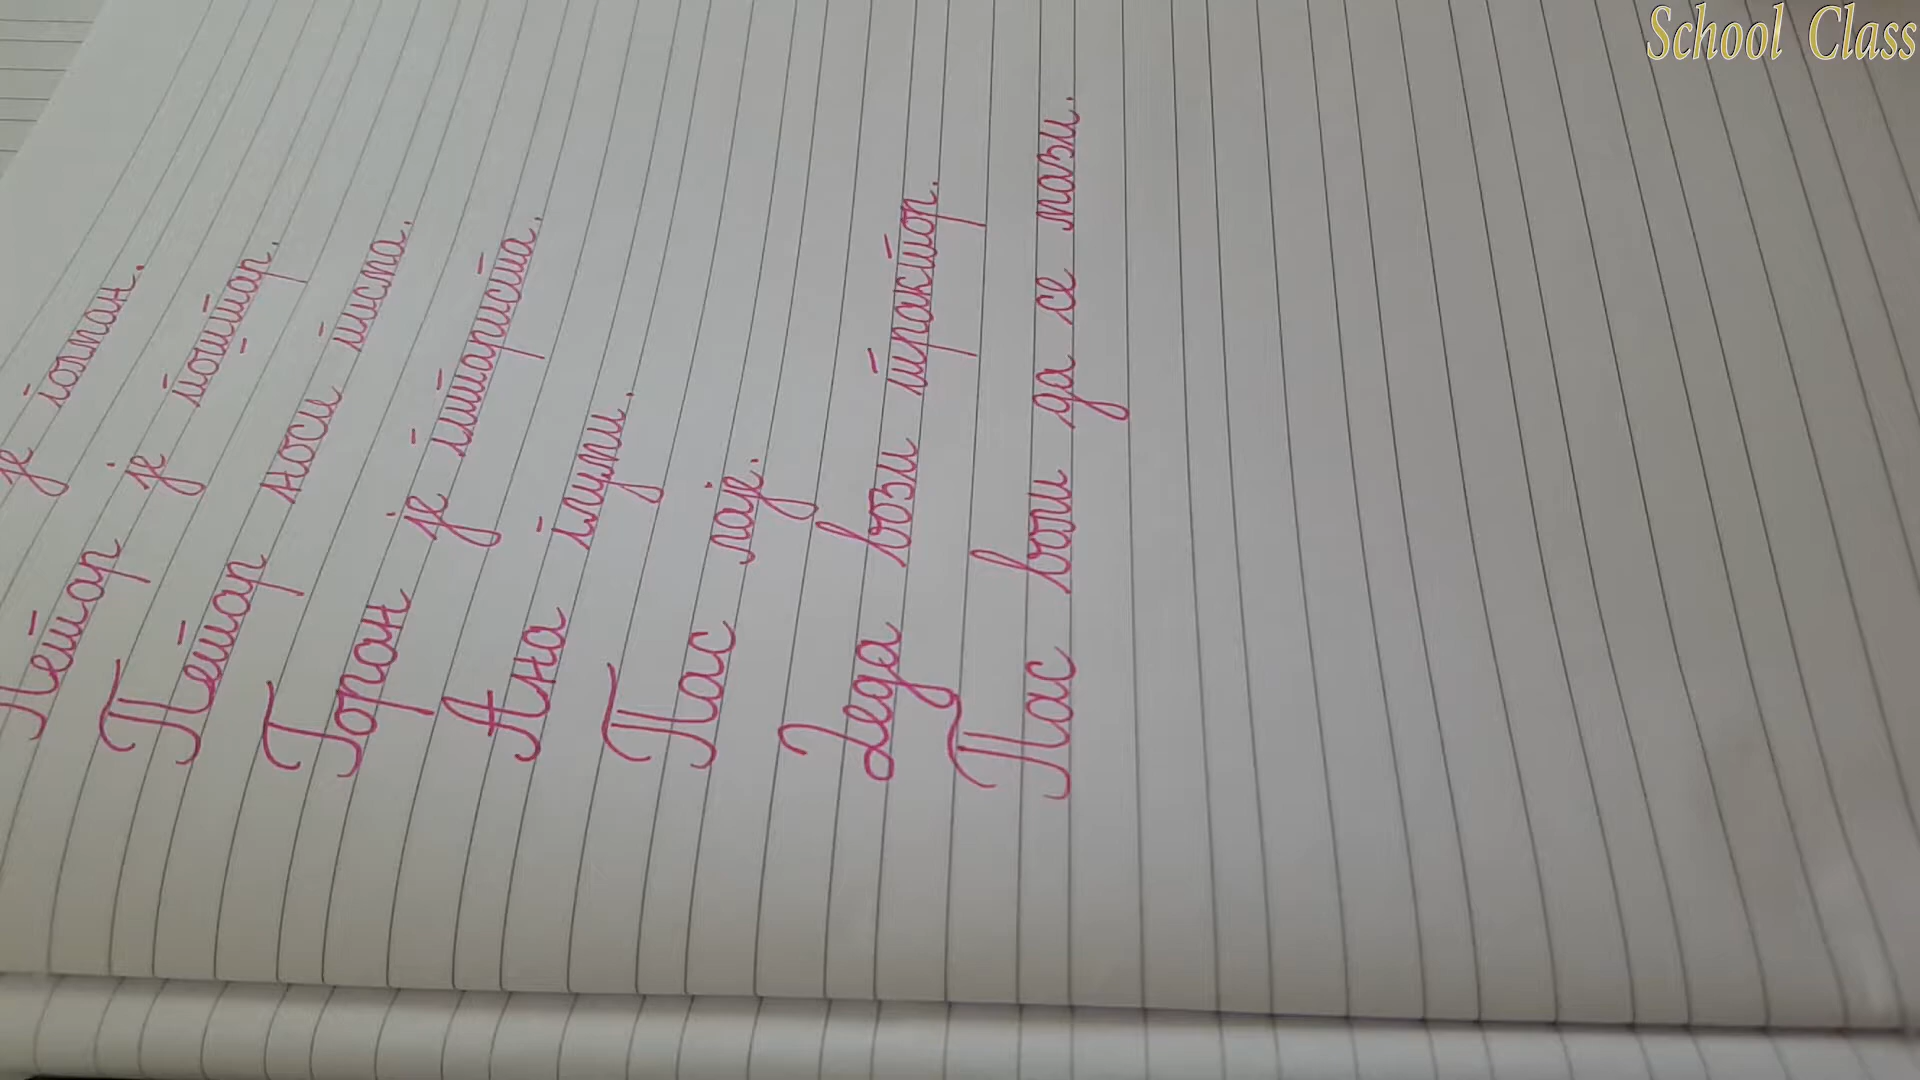 је голман.
Петар је поштар.
Петар носи писма.
Горан је гитариста.
Ана глуми.
Пас лаје.
Деда вози трактор.
Пас воли да се мази.
School Class